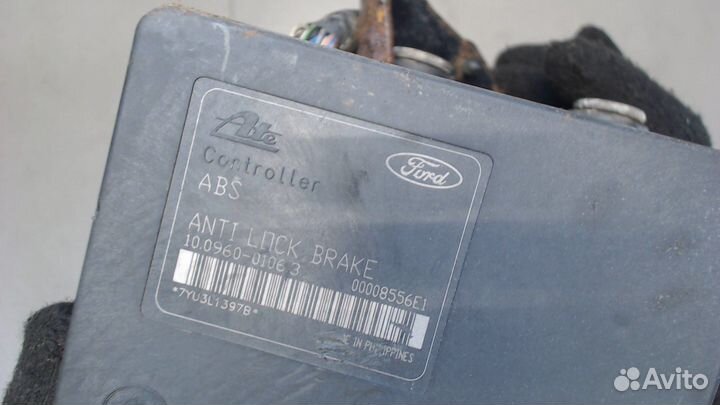 Ate
Controller
Ford
ABS
ANTI LOCK BRAKE
10.0960-0106.3
00008556E1
*7YU3L1397B*
IN PHILIPPINES
Avito